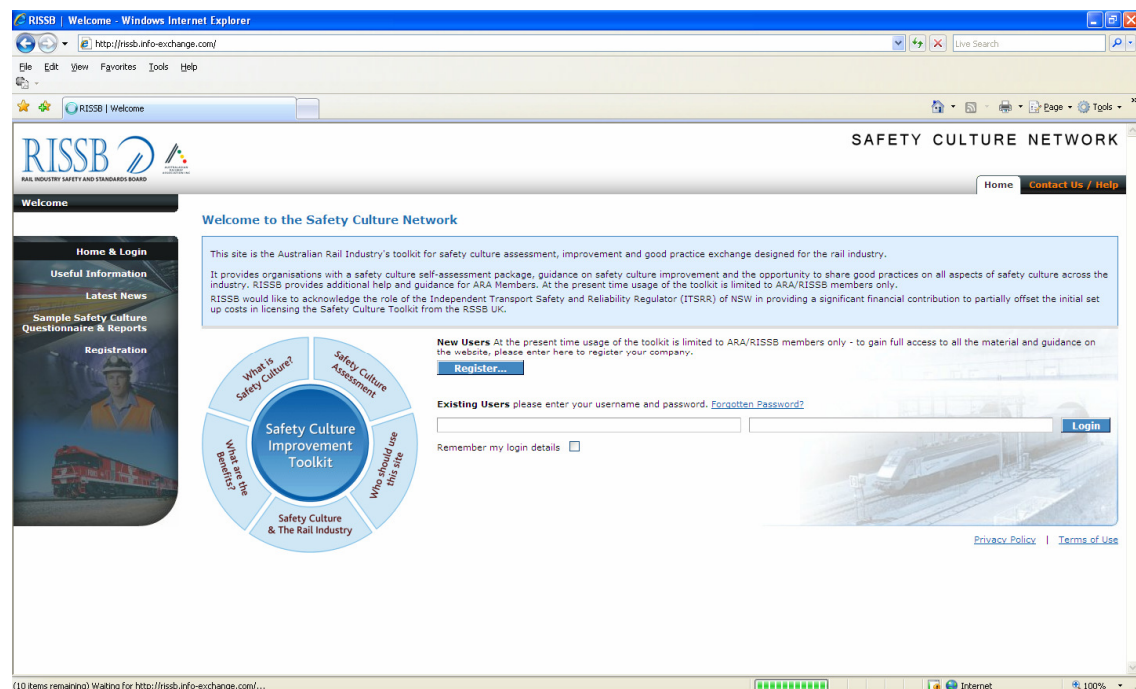 RISSB | Welcome - Windows Internet Explorer
http://rissb.info-exchange.com/
Live Search
File Edit View Favorites Tools Help
RISSB | Welcome
Page Tools
RISSB
RAIL INDUSTRY SAFETY AND STANDARDS BOARD
SAFETY CULTURE NETWORK
Home Contact Us / Help
Welcome
Home & Login
Useful Information
Latest News
Sample Safety Culture
Questionnaire & Reports
Registration
Welcome to the Safety Culture Network
This site is the Australian Rail Industry's toolkit for safety culture assessment, improvement and good practice exchange designed for the rail industry.
It provides organisations with a safety culture self-assessment package, guidance on safety culture improvement and the opportunity to share good practices on all aspects of safety culture across the
industry. RISSB provides additional help and guidance for ARA Members. At the present time usage of the toolkit is limited to ARA/RISSB members only.
RISSB would like to acknowledge the role of the Independent Transport Safety and Reliability Regulator (ITSRR) of NSW in providing a significant financial contribution to partially offset the initial set
up costs in licensing the Safety Culture Toolkit from the RSSB UK.
What is
Safety Culture?
Safety Culture
Assessment
Who should use
this site
Safety Culture
& The Rail Industry
What are the
Benefits?
Safety Culture
Improvement
Toolkit
New Users At the present time usage of the toolkit is limited to ARA/RISSB members only - to gain full access to all the material and guidance on
the website, please enter here to register your company.
Register...
Existing Users please enter your username and password. Forgotten Password?
Login
Remember my login details
Privacy Policy | Terms of Use
(10 items remaining) Waiting for http://rissb.info-exchange.com/...
Internet
100%